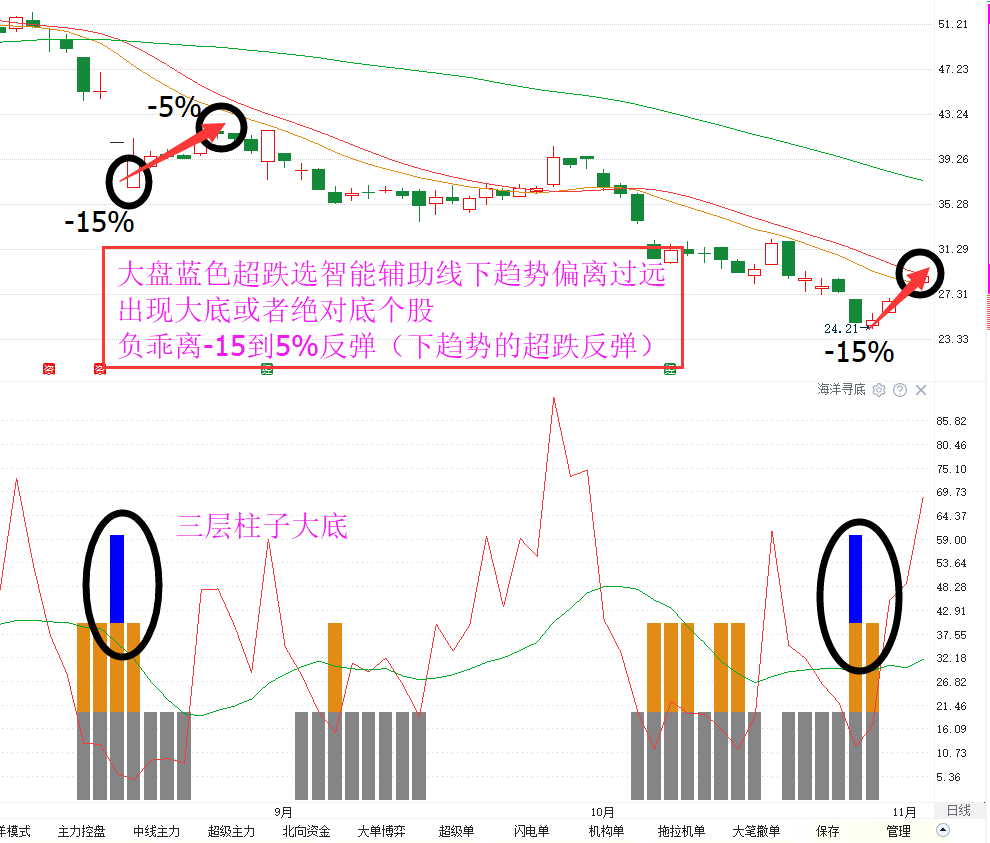 51.21
47.23
43.24
-5%
39.26
35.28
-15%
31.29
大盘蓝色超跌选智能辅助线下趋势偏离过远
出现大底或者绝对底个股
负乖离-15到5%反弹（下趋势的超跌反弹）
27.31
24.21
23.33
-15%
海洋寻底
85.82
80.46
75.10
69.73
64.37
三层柱子大底
59.00
53.64
48.28
42.91
37.55
32.18
26.82
21.46
16.09
10.73
5.36
9月
10月
11月
日线
羊模式
主力控盘
中线主力
超级主力
北向资金
大单博弈
超级单
闪电单
机构单
拖拉机单
大笔撤单
保存
管理